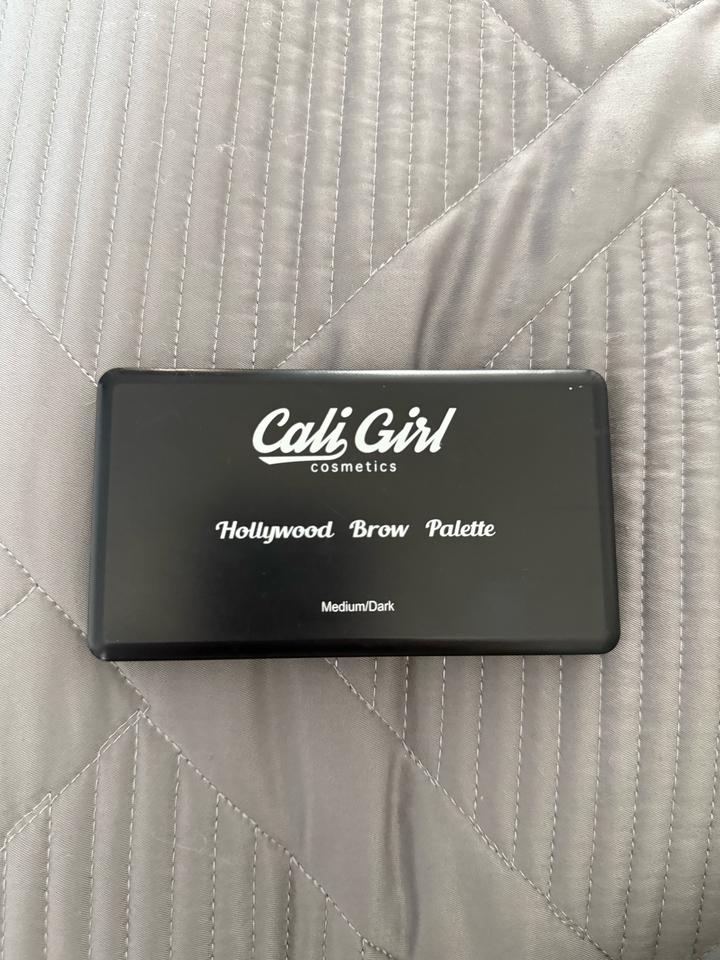 Cali Girl
cosmetics
Hollywood Brow Palette
Medium/Dark